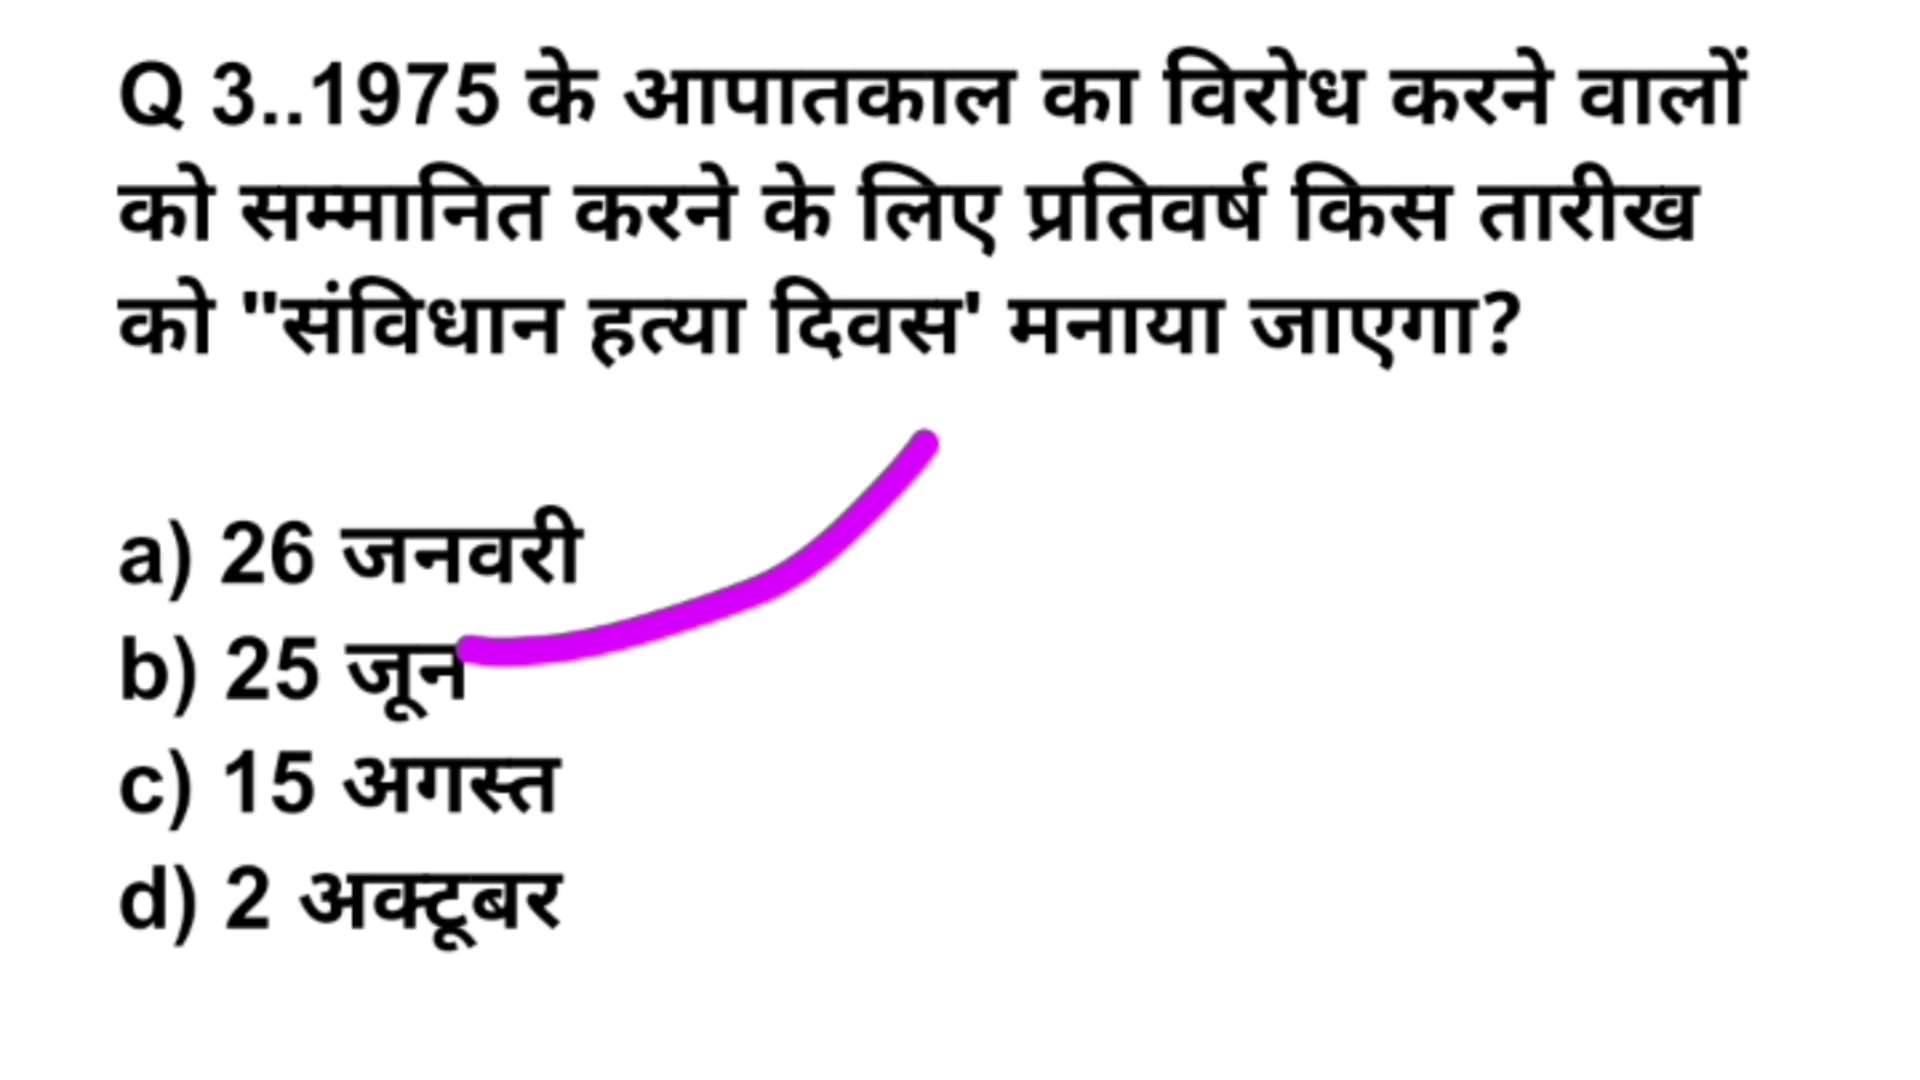 Q 3..1975 के आपातकाल का विरोध करने वालों
को सम्मानित करने के लिए प्रतिवर्ष किस तारीख
को "संविधान हत्या दिवस' मनाया जाएगा?
a) 26 जनवरी
b) 25 जून
c) 15 अगस्त
d) 2 अक्टूबर